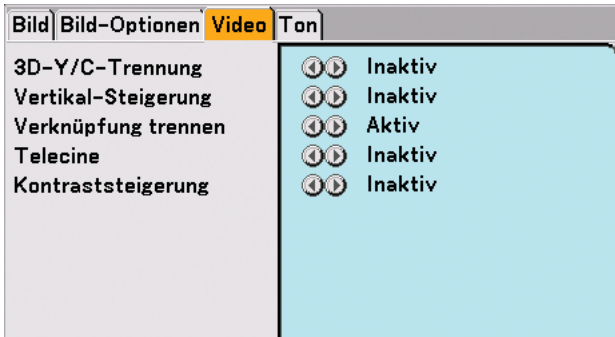 Bild Bild-Optionen Video Ton
3D-Y/C-Trennung Inaktiv
Vertikal-Steigerung Inaktiv
Verknüpfung trennen Aktiv
Telecine Inaktiv
Kontraststeigerung Inaktiv